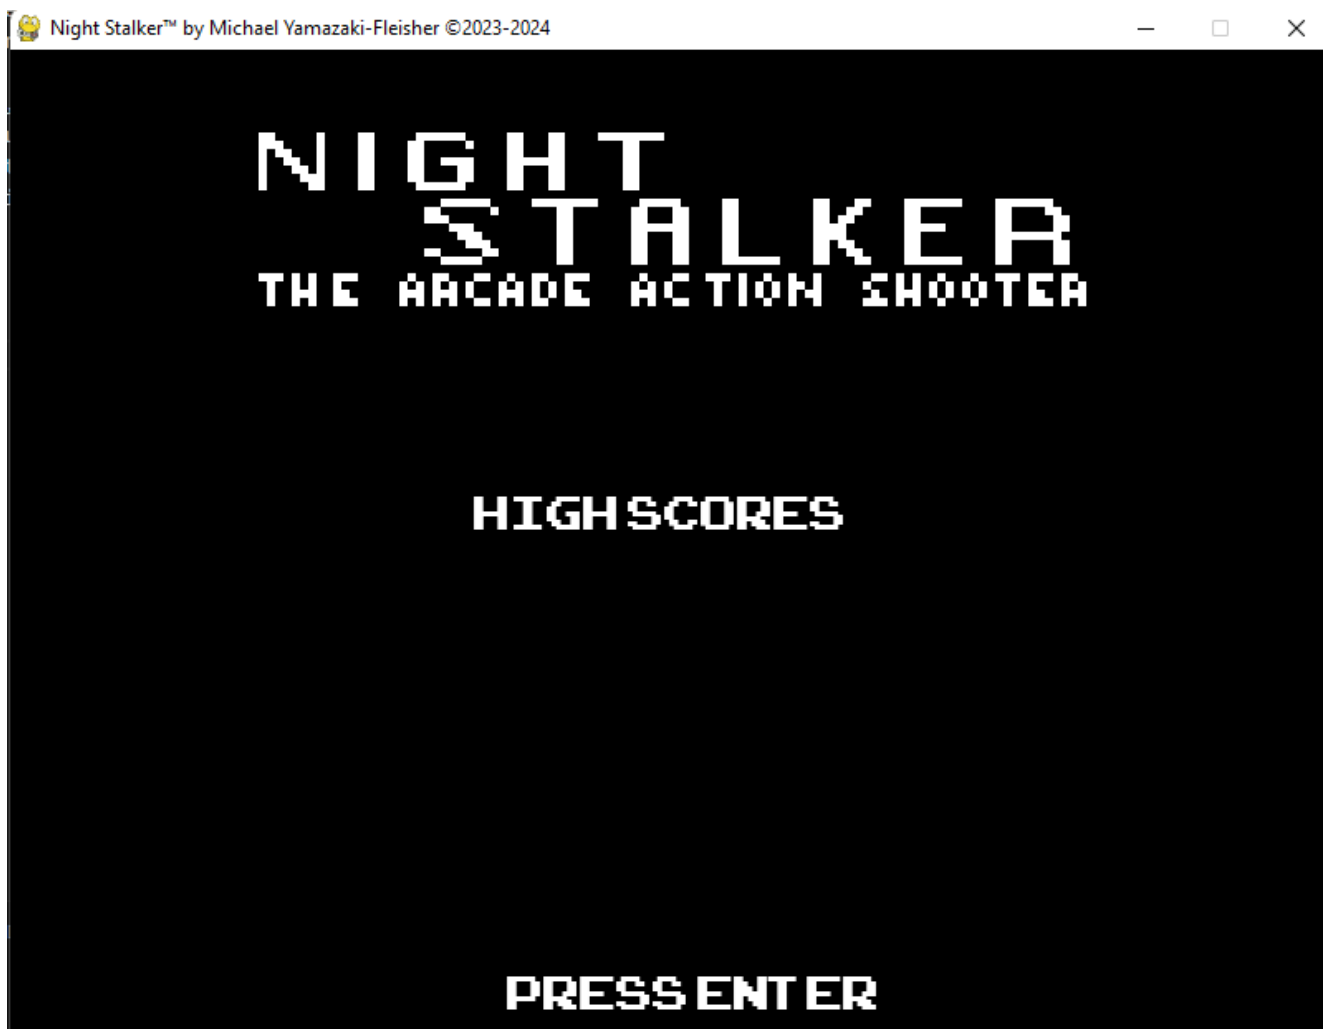 Night Stalker™ by Michael Yamazaki-Fleisher ©2023-2024
NIGHT
STALKER
THE ARCADE ACTION SHOOTER
HIGH SCORES
PRESS ENTER